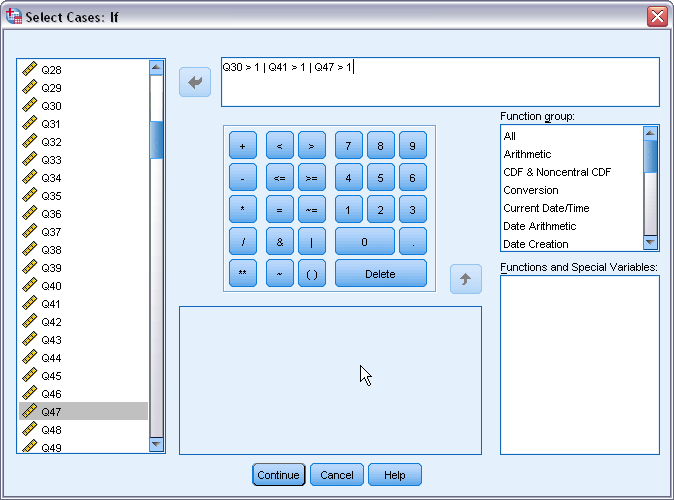 Select Cases: If
Q30 > 1 | Q41 > 1 | Q47 > 1
Q28
Q29
Q30
Q31
Q32
Q33
Q34
Q35
Q36
Q37
Q38
Q39
Q40
Q41
Q42
Q43
Q44
Q45
Q46
Q47
Q48
Q49
+ < > 7 8 9
- <= >= 4 5 6
* = ~= 1 2 3
/ & | 0 .
** ~ ( ) Delete
Function group:
All
Arithmetic
CDF & Noncentral CDF
Conversion
Current Date/Time
Date Arithmetic
Date Creation
Functions and Special Variables:
Continue Cancel Help